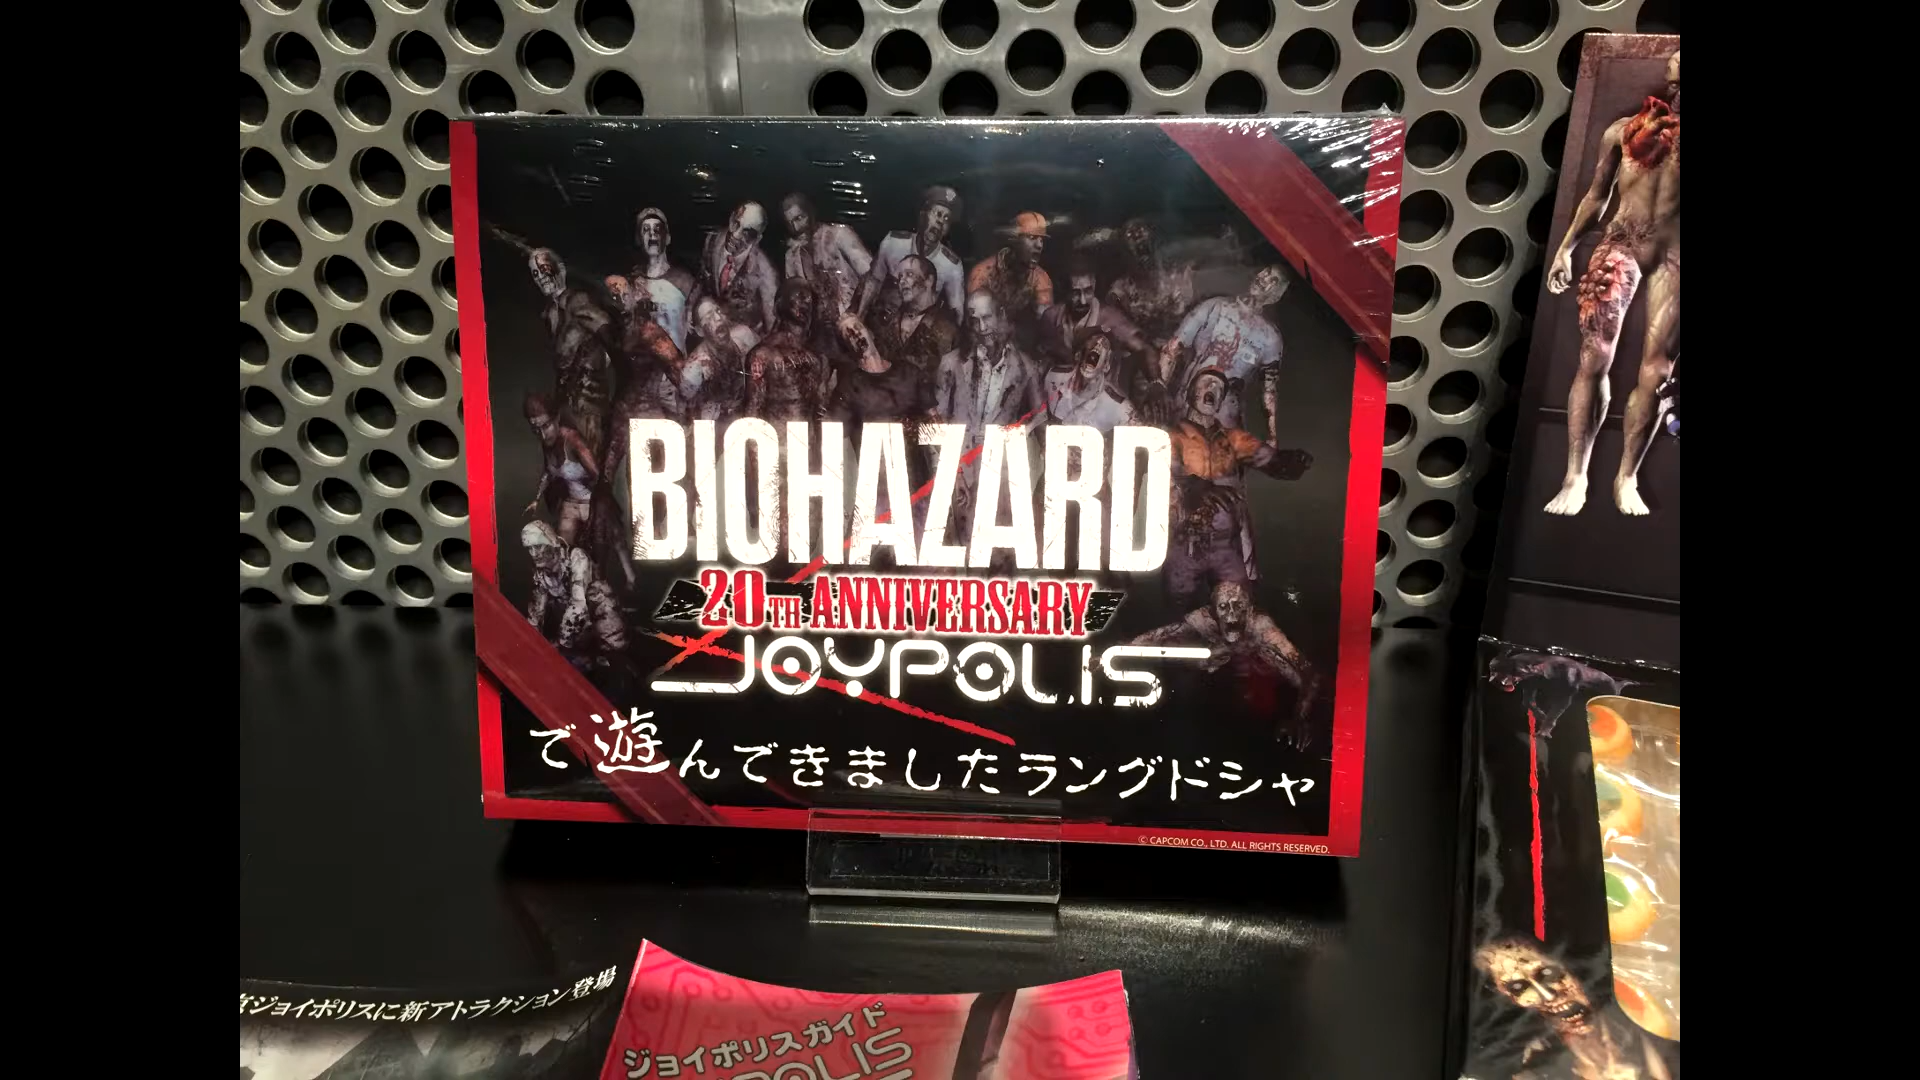 BIOHAZARD
20TH ANNIVERSARY
JOYPOLIS
で遊んできましたラングドシャ
© CAPCOM CO., LTD. ALL RIGHTS RESERVED.
京ジョイポリスに新アトラクション登場
ジョイポリスガイド
JOYPOLIS